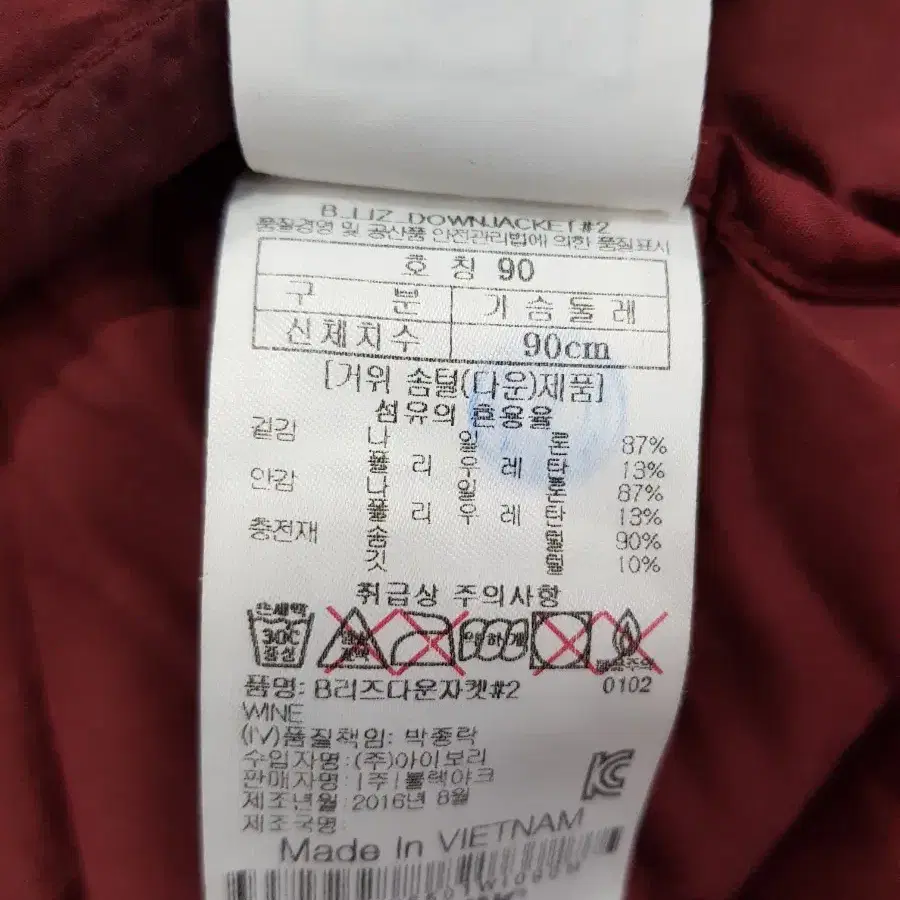 B_LIZ_DOWNJACKET#2
품질경영 및 공산품 안전관리법에 의한 품질표시
호 칭 90
구 분 가 슴 둘 레
신체치수 90cm
[거위 솜털(다운)제품]
섬유의 혼용율
겉감 나 일 론 87%
폴 리 우 레 탄 13%
안감 나 일 론 87%
폴 리 우 레 탄 13%
충전재 솜 털 90%
깃 털 10%
취급상 주의사항
손세탁 30℃ 중성 약하게
품명: B리즈다운자켓#2 0102
WINE
(IV)품질책임: 박종락
수입자명:(주)아이보리
판매자명:(주)블랙야크
제조년월:2016년 8월
제조국명:
Made In VIETNAM